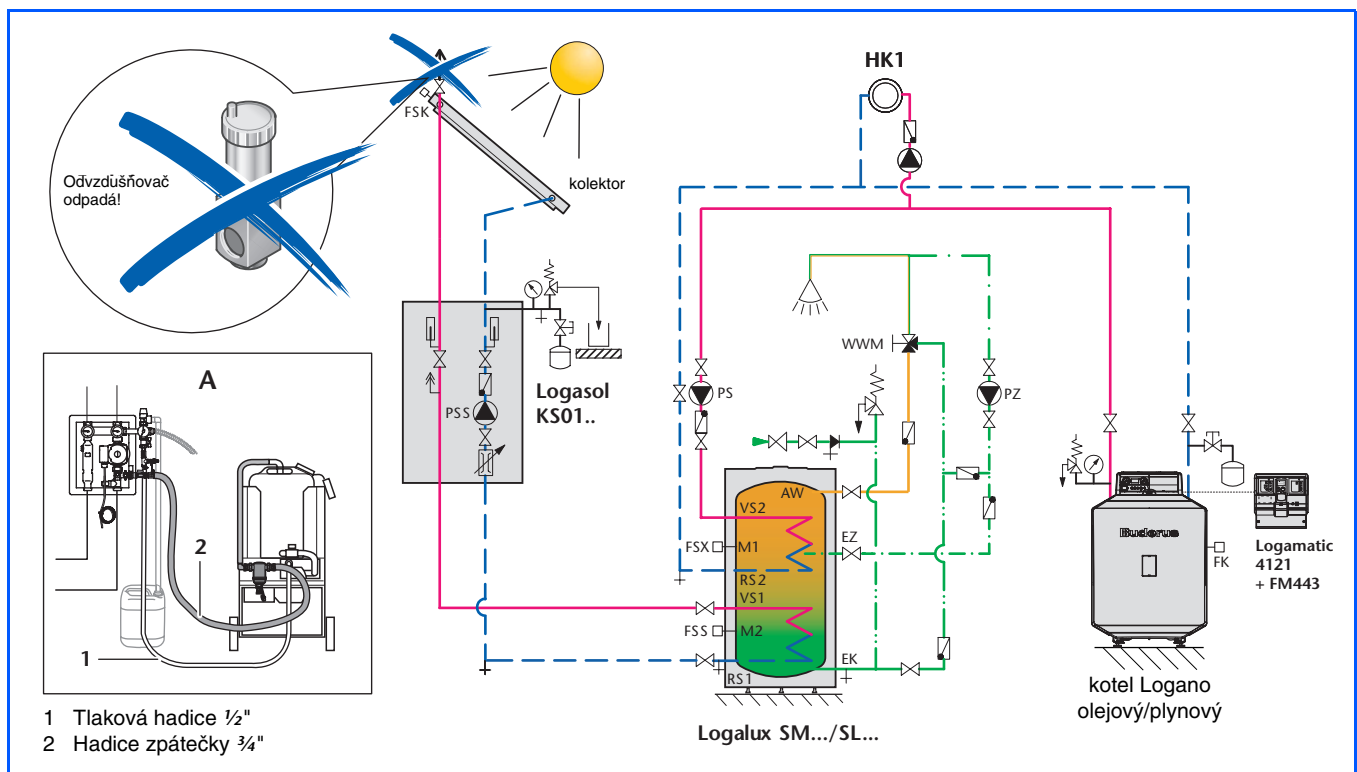 HK1
FSK
Odvzdušňovač
odpadá!
kolektor
WWM
A
Logasol
KS01..
PSS
PS
PZ
AW
VS2
EZ
FSX
M1
RS2
VS1
FSS
M2
EK
RS1
2
1
Buderus
FK
Logamatic
4121
+ FM443
kotel Logano
olejový/plynový
Logalux SM.../SL...
1 Tlaková hadice ½"
2 Hadice zpátečky ¾"